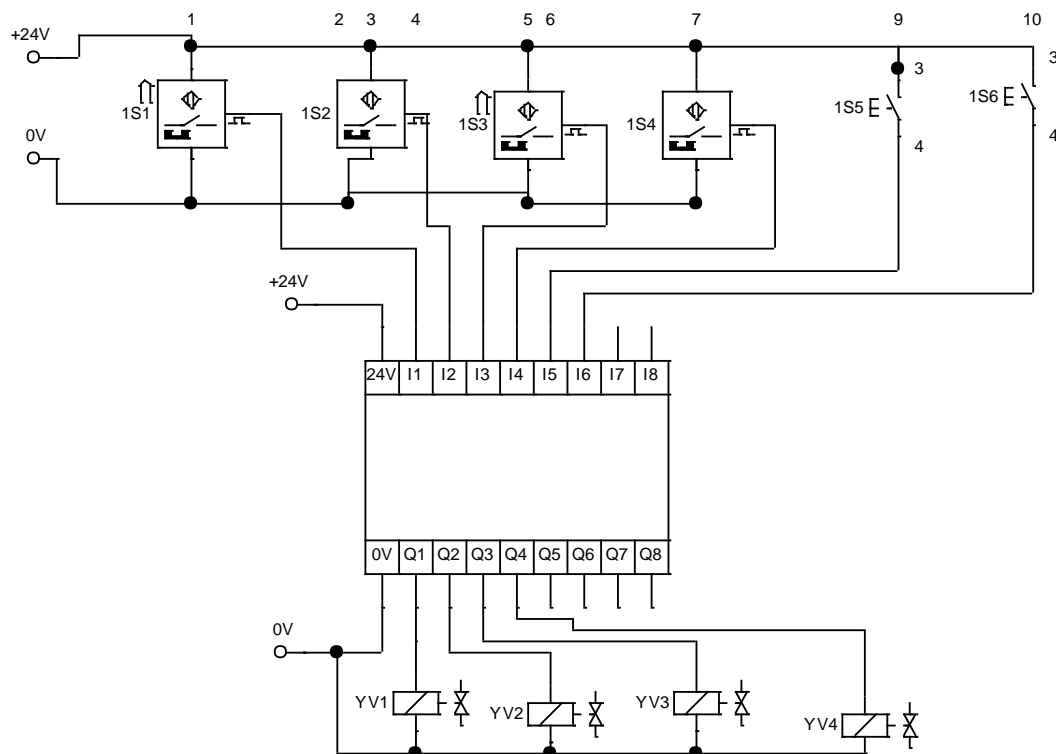 1 2 3 4 5 6 7 9 10
+24V
3
3
1S1 1S2 1S3 1S4 1S5 1S6
0V
4
4
+24V
24V I1 I2 I3 I4 I5 I6 I7 I8
0V Q1 Q2 Q3 Q4 Q5 Q6 Q7 Q8
0V
YV1 YV2 YV3 YV4